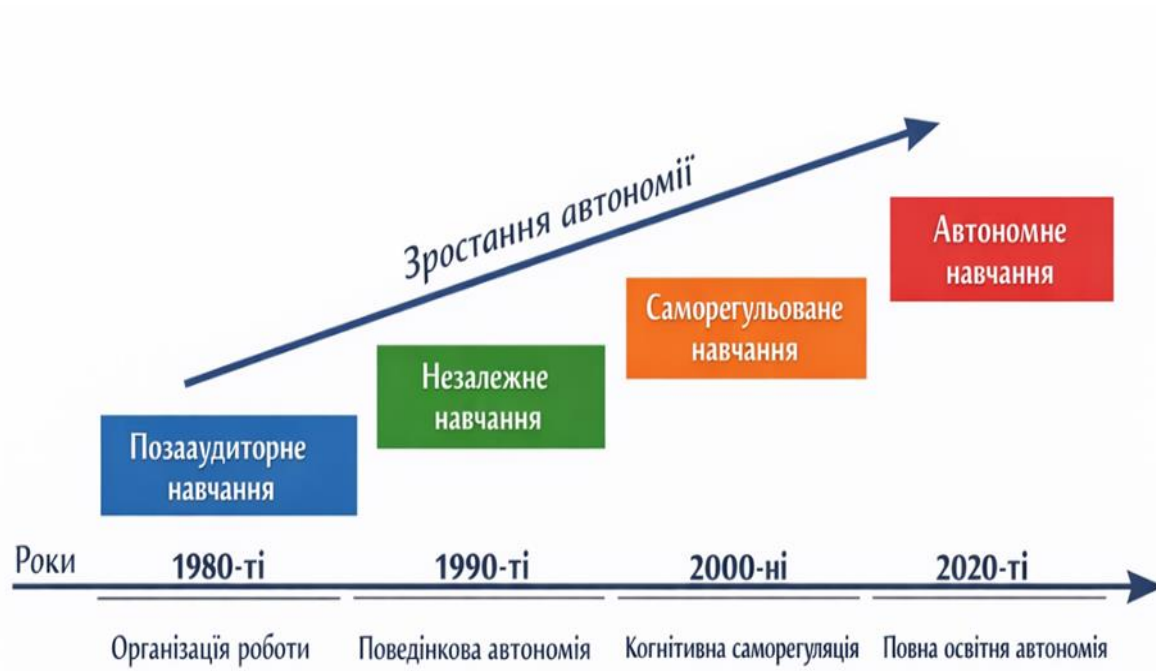 Зростання автономії
Автономне
навчання
Саморегульоване
навчання
Незалежне
навчання
Позааудиторне
навчання
Роки 1980-ті 1990-ті 2000-ні 2020-ті
Організація роботи Поведінкова автономія Когнитивна саморегуляція Повна освітня автономія